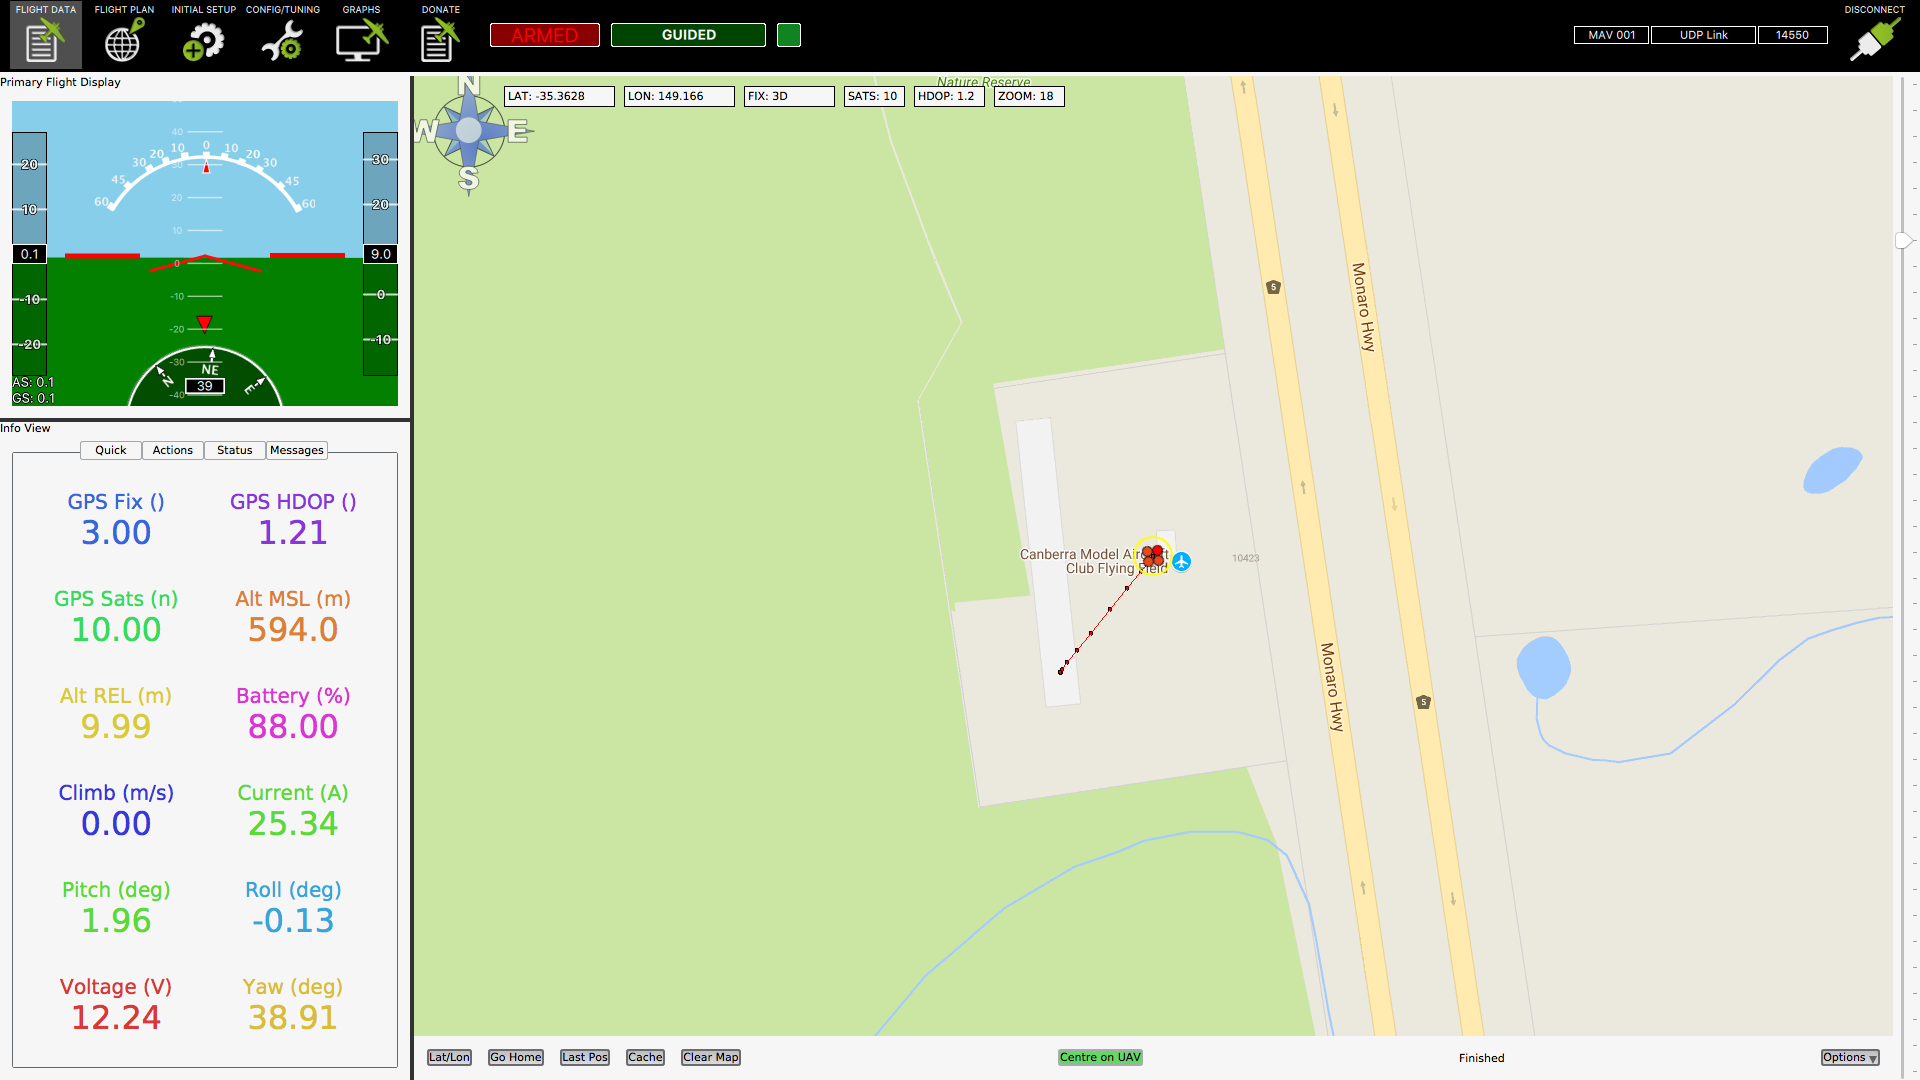 FLIGHT DATA
FLIGHT PLAN
INITIAL SETUP
CONFIG/TUNING
GRAPHS
DONATE
ARMED
GUIDED
MAV 001
UDP Link
14550
DISCONNECT
Primary Flight Display
40
60 45 30 20 10 0 10 20 30 45 60
30
20
10
0
-10
-20
-30
-40
20
10
0.1
-10
-20
30
20
9.0
0
-10
AS: 0.1
GS: 0.1
N
NE
E
39
Info View
Quick
Actions
Status
Messages
GPS Fix ()
3.00
GPS HDOP ()
1.21
GPS Sats (n)
10.00
Alt MSL (m)
594.0
Alt REL (m)
9.99
Battery (%)
88.00
Climb (m/s)
0.00
Current (A)
25.34
Pitch (deg)
1.96
Roll (deg)
-0.13
Voltage (V)
12.24
Yaw (deg)
38.91
N
W
E
S
Nature Reserve
LAT: -35.3628
LON: 149.166
FIX: 3D
SATS: 10
HDOP: 1.2
ZOOM: 18
5
Monaro Hwy
Canberra Model Aircraft
Club Flying Field
10423
Monaro Hwy
5
Lat/Lon
Go Home
Last Pos
Cache
Clear Map
Centre on UAV
Finished
Options